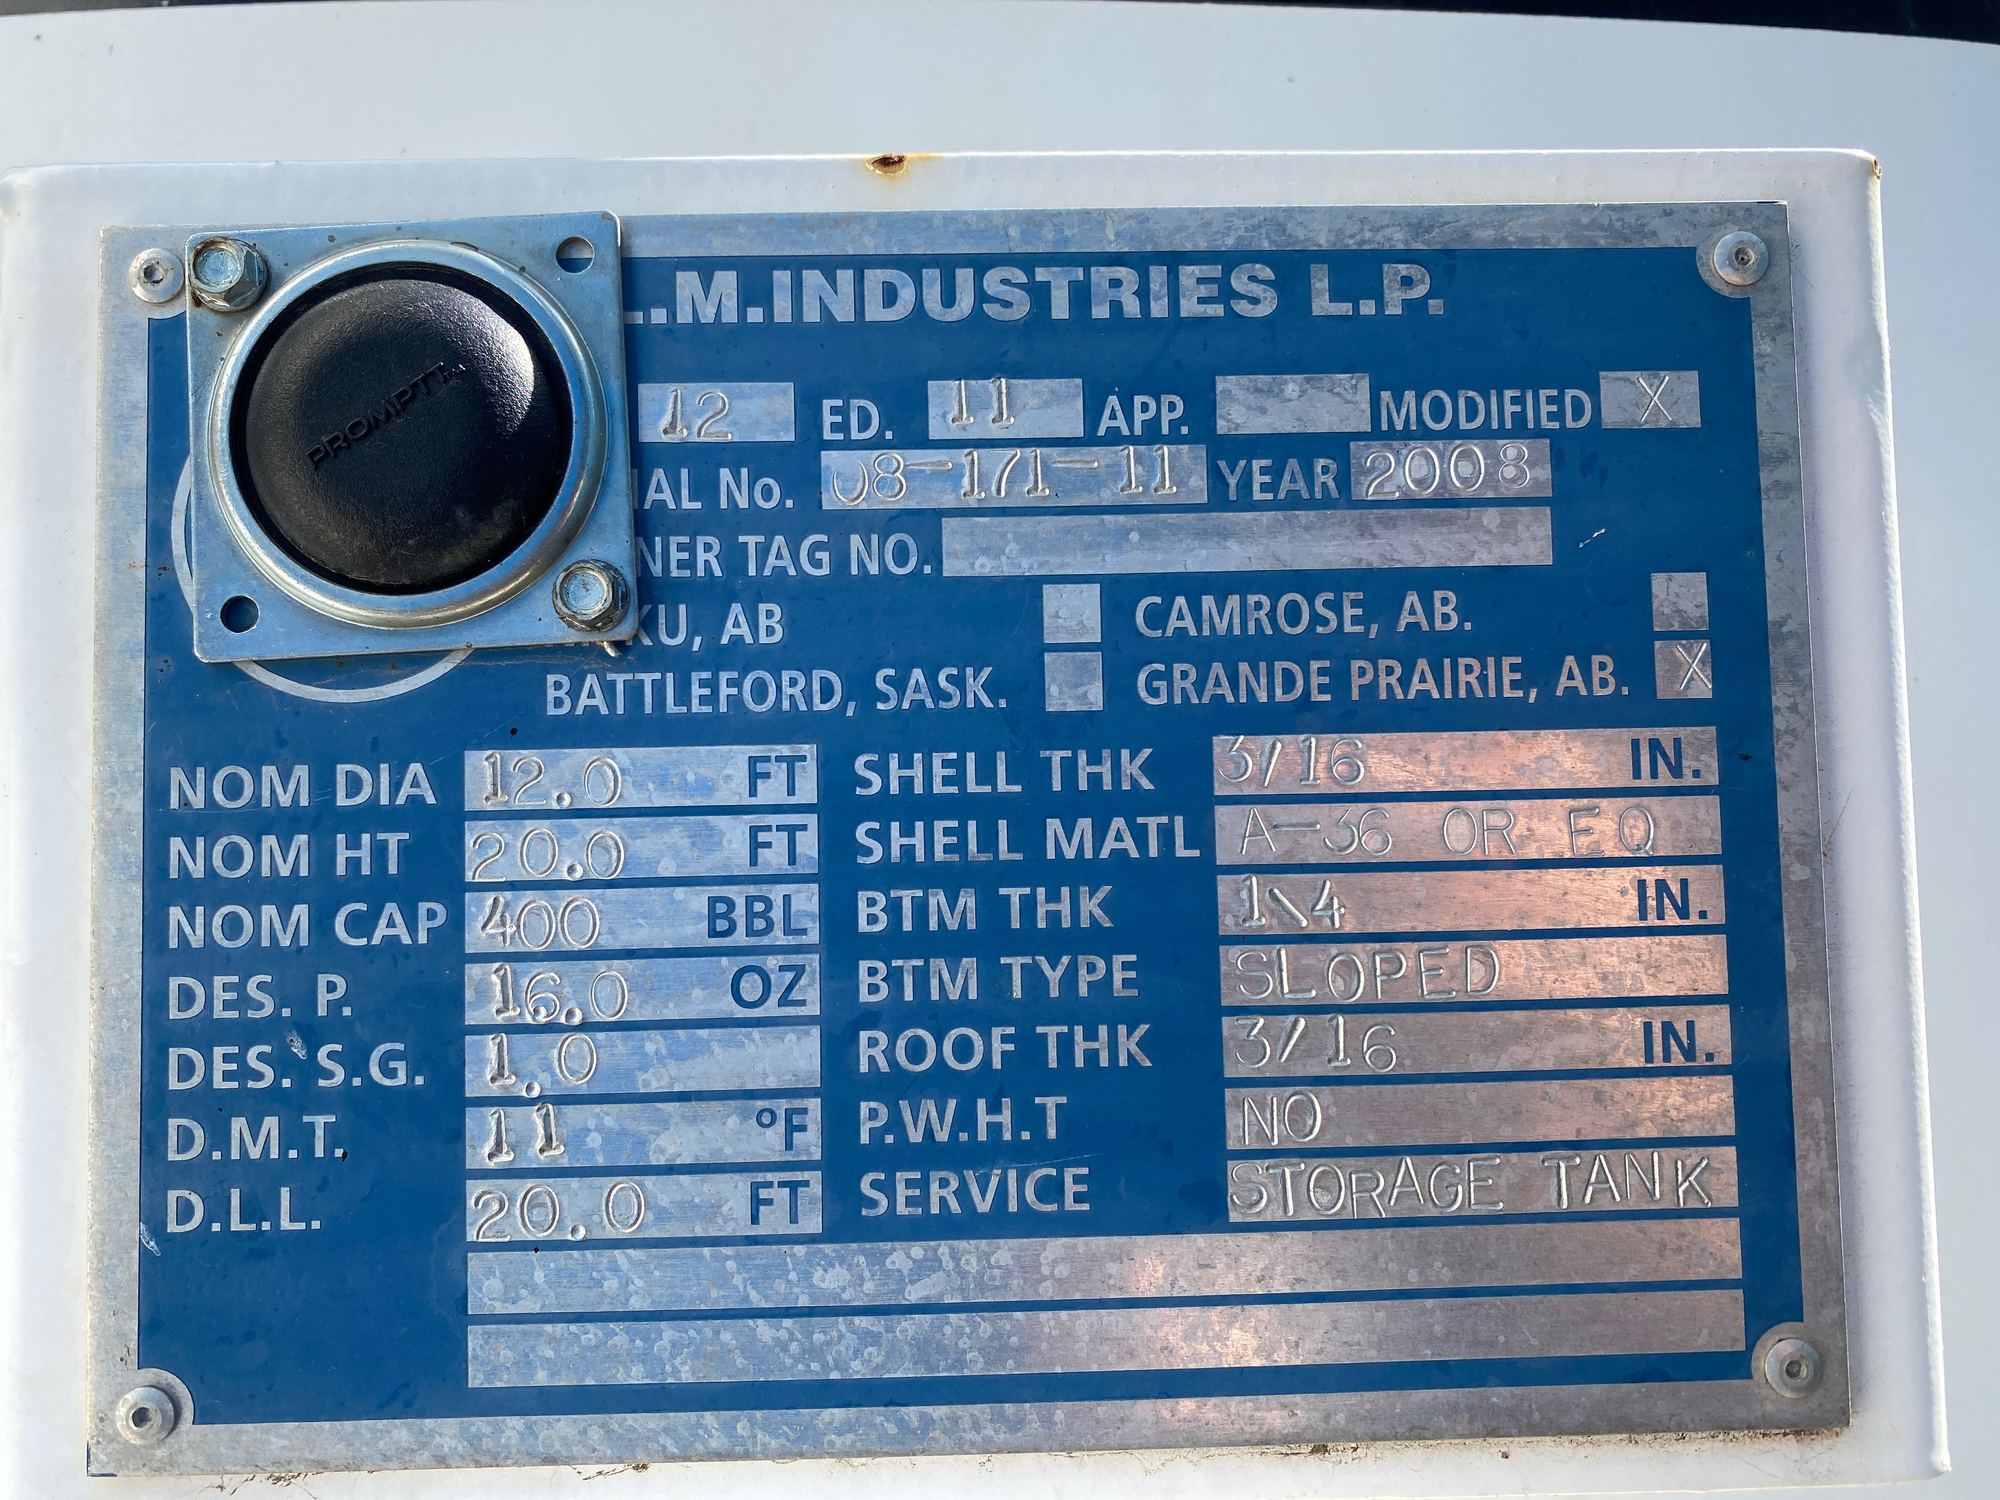 L.M.INDUSTRIES L.P.
PROMPTI
12 ED. 11 APP. MODIFIED X
IAL No. 08-171-11 YEAR 2008
NER TAG NO.
KU, AB CAMROSE, AB.
BATTLEFORD, SASK. GRANDE PRAIRIE, AB. X
NOM DIA 12.0 FT SHELL THK 3/16 IN.
NOM HT 20.0 FT SHELL MATL A-36 OR EQ
NOM CAP 400 BBL BTM THK 1\4 IN.
DES. P. 16.0 OZ BTM TYPE SLOPED
DES. S.G. 1.0 ROOF THK 3/16 IN.
D.M.T. 11 °F P.W.H.T NO
D.L.L. 20.0 FT SERVICE STORAGE TANK